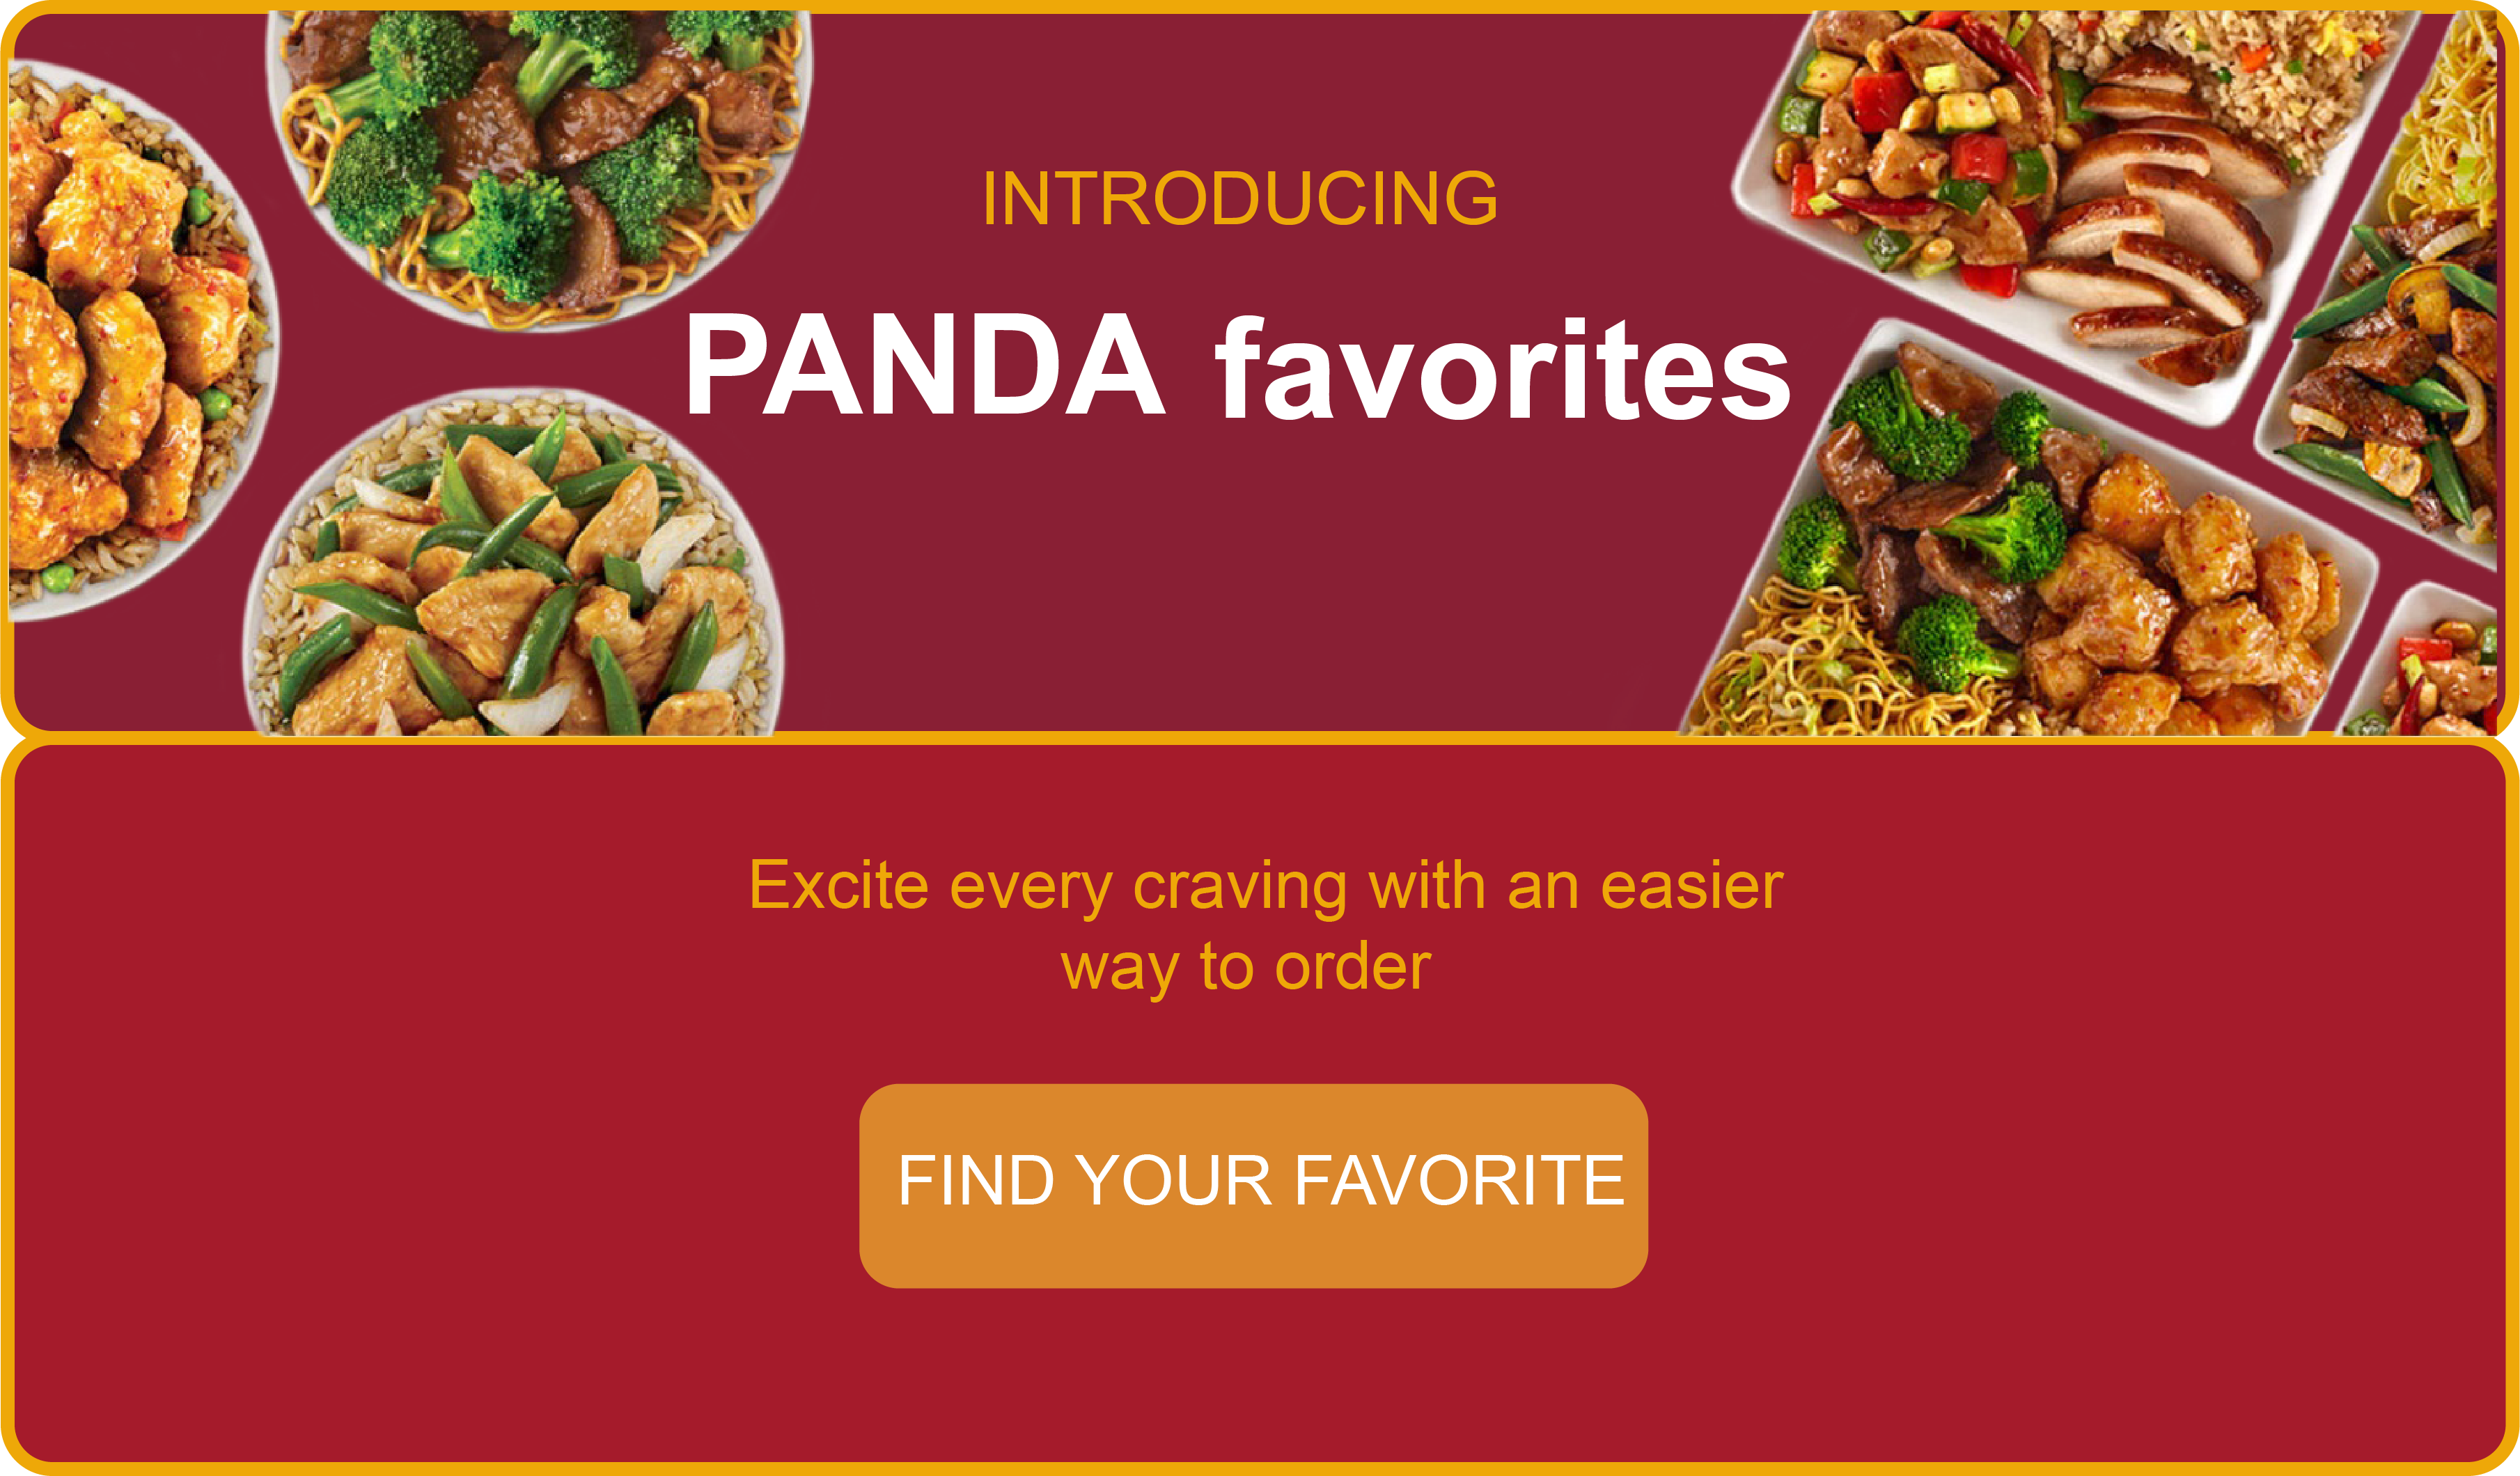 INTRODUCING
PANDA favorites
Excite every craving with an easier
way to order
FIND YOUR FAVORITE